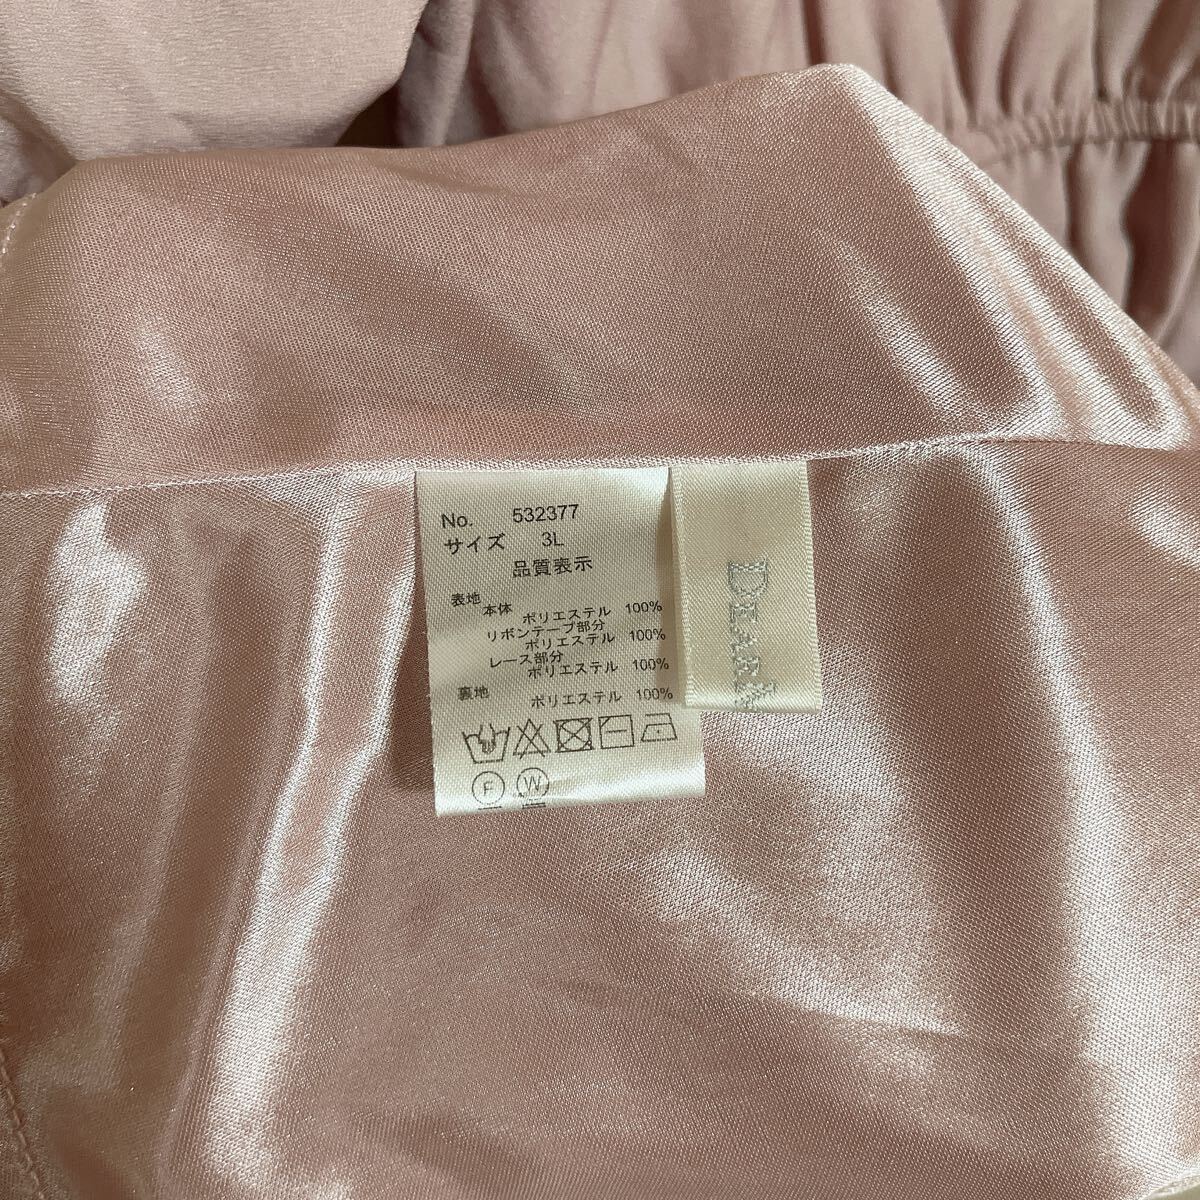 No. 532377
サイズ 3L
品質表示
表地
本体
ポリエステル 100%
リボンテープ部分
ポリエステル 100%
レース部分
ポリエステル 100%
裏地 ポリエステル 100%
F W